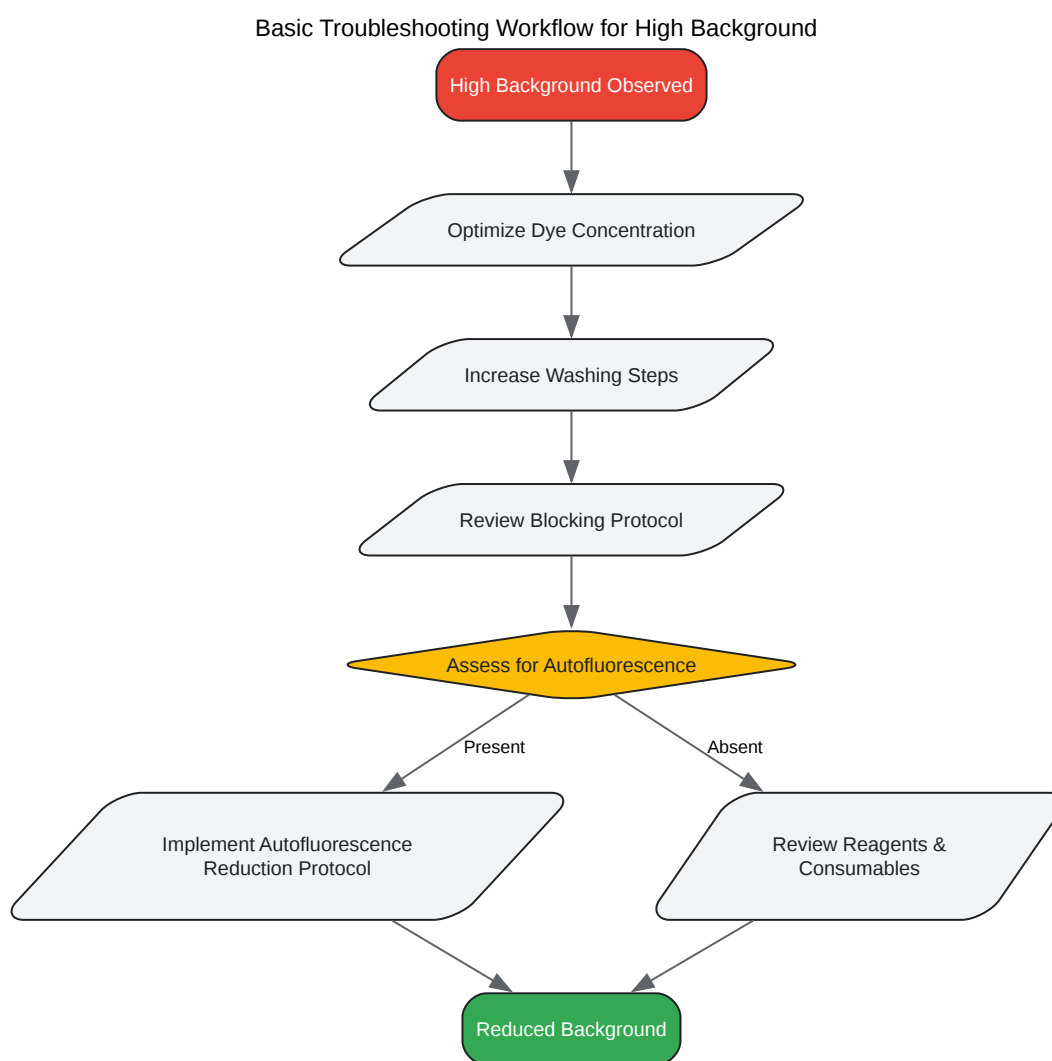 Basic Troubleshooting Workflow for High Background
High Background Observed
Optimize Dye Concentration
Increase Washing Steps
Review Blocking Protocol
Assess for Autofluorescence
Present
Absent
Implement Autofluorescence
Reduction Protocol
Review Reagents &
Consumables
Reduced Background